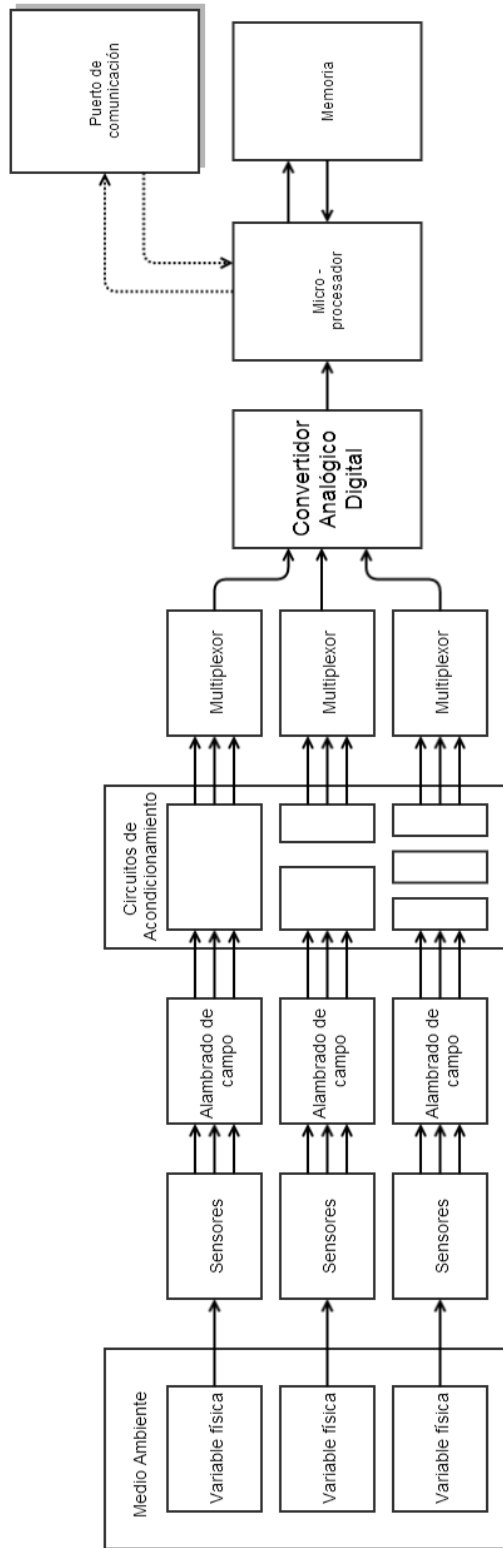 Medio Ambiente
Variable física
Variable física
Variable física
Sensores
Sensores
Sensores
Alambrado de
campo
Alambrado de
campo
Alambrado de
campo
Circuitos de
Acondicionamiento
Multiplexor
Multiplexor
Multiplexor
Convertidor
Analógico
Digital
Micro -
procesador
Memoria
Puerto de
comunicación